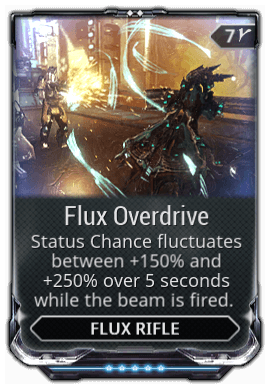 7
Flux Overdrive
Status Chance fluctuates
between +150% and
+250% over 5 seconds
while the beam is fired.
FLUX RIFLE